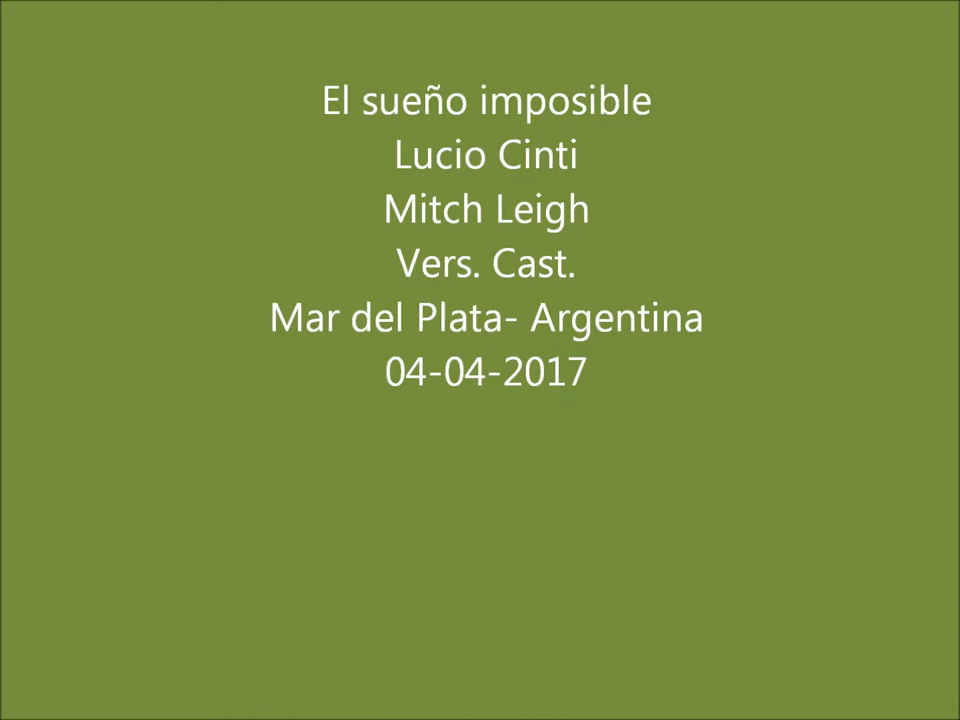 El sueño imposible
Lucio Cinti
Mitch Leigh
Vers. Cast.
Mar del Plata- Argentina
04-04-2017